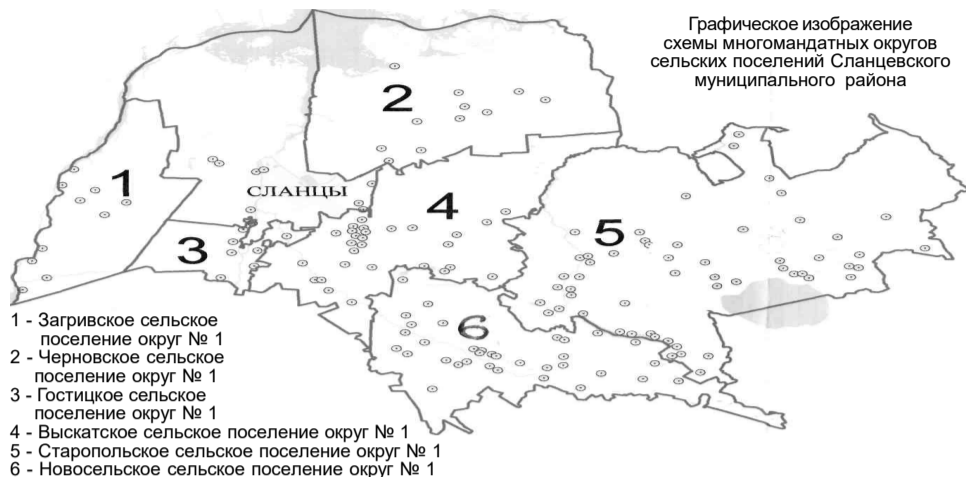 Графическое изображение
схемы многомандатных округов
сельских поселений Сланцевского
муниципального района
2
1
СЛАНЦЫ
4
3
5
6
1 - Загривское сельское
поселение округ № 1
2 - Черновское сельское
поселение округ № 1
3 - Гостицкое сельское
поселение округ № 1
4 - Выскатское сельское поселение округ № 1
5 - Старопольское сельское поселение округ № 1
6 - Новосельское сельское поселение округ № 1